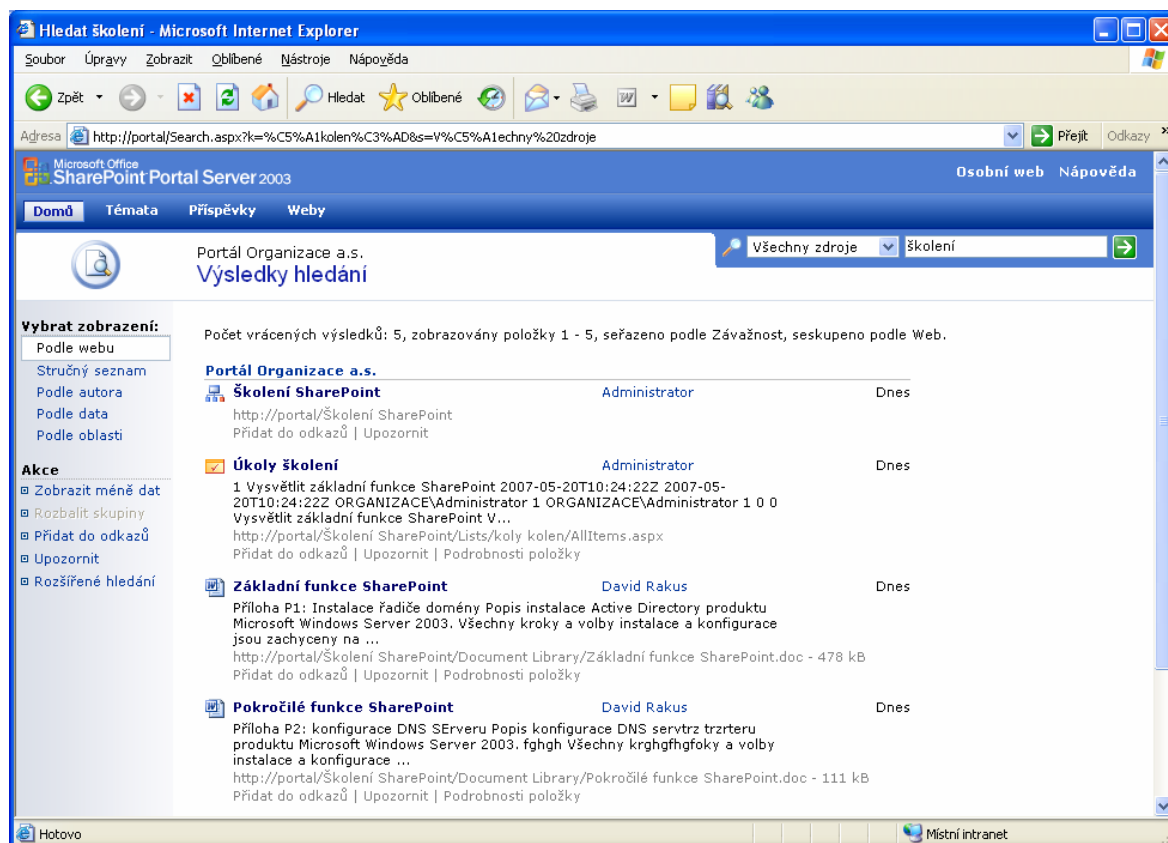 Hledat školení - Microsoft Internet Explorer
Soubor Úpravy Zobrazit Oblíbené Nástroje Nápověda
Zpět Hledat Oblíbené
Adresa http://portal/Search.aspx?k=%C5%A1kolen%C3%AD&s=V%C5%A1echny%20zdroje Přejít Odkazy »
Microsoft Office
SharePoint Portal Server 2003
Osobní web Nápověda
Domů Témata Příspěvky Weby
Všechny zdroje školení
Portál Organizace a.s.
Výsledky hledání
Vybrat zobrazení:
Podle webu
Stručný seznam
Podle autora
Podle data
Podle oblasti
Akce
Zobrazit méně dat
Rozbalit skupiny
Přidat do odkazů
Upozornit
Rozšířené hledání
Počet vrácených výsledků: 5, zobrazovány položky 1 - 5, seřazeno podle Závažnost, seskupeno podle Web.
Portál Organizace a.s.
Školení SharePoint Administrator Dnes
http://portal/Školení SharePoint
Přidat do odkazů | Upozornit
Úkoly školení Administrator Dnes
1 Vysvětlit základní funkce SharePoint 2007-05-20T10:24:22Z 2007-05-
20T10:24:22Z ORGANIZACE\Administrator 1 ORGANIZACE\Administrator 1 0 0
Vysvětlit základní funkce SharePoint V...
http://portal/Školení SharePoint/Lists/koly kolen/AllItems.aspx
Přidat do odkazů | Upozornit | Podrobnosti položky
Základní funkce SharePoint David Rakus Dnes
Příloha P1: Instalace řadiče domény Popis instalace Active Directory produktu
Microsoft Windows Server 2003. Všechny kroky a volby instalace a konfigurace
jsou zachyceny na ...
http://portal/Školení SharePoint/Document Library/Základní funkce SharePoint.doc - 478 kB
Přidat do odkazů | Upozornit | Podrobnosti položky
Pokročilé funkce SharePoint David Rakus Dnes
Příloha P2: konfigurace DNS SErveru Popis konfigurace DNS servtrz trzrteru
produktu Microsoft Windows Server 2003. fghgh Všechny krghgfhgfoky a volby
instalace a konfigurace ...
http://portal/Školení SharePoint/Document Library/Pokročilé funkce SharePoint.doc - 111 kB
Přidat do odkazů | Upozornit | Podrobnosti položky
Hotovo Místní intranet